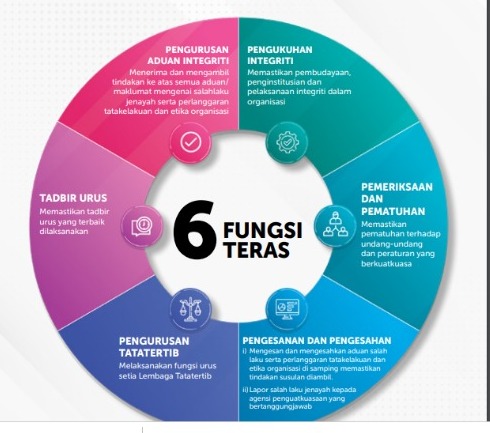 PENGURUSAN
ADUAN INTEGRITI
Menerima dan mengambil
tindakan ke atas semua aduan/
maklumat mengenai salahlaku
jenayah serta perlanggaran
tatakelakuan dan etika organisasi
PENGUKUHAN
INTEGRITI
Memastikan pembudayaan,
penginstitusian dan
pelaksanaan integriti dalam
organisasi
TADBIR URUS
Memastikan tadbir
urus yang terbaik
dilaksanakan
6 FUNGSI
TERAS
PEMERIKSAAN
DAN
PEMATUHAN
Memastikan
pematuhan terhadap
undang-undang
dan peraturan yang
berkuatkuasa
PENGURUSAN
TATATERTIB
Melaksanakan fungsi urus
setia Lembaga Tatatertib
PENGESANAN DAN PENGESAHAN
i) Mengesan dan mengesahkan aduan salah
laku serta perlanggaran tatakelakuan dan
etika organisasi di samping memastikan
tindakan susulan diambil.
ii) Lapor salah laku jenayah kepada
agensi penguatkuasaan yang
bertanggungjawab